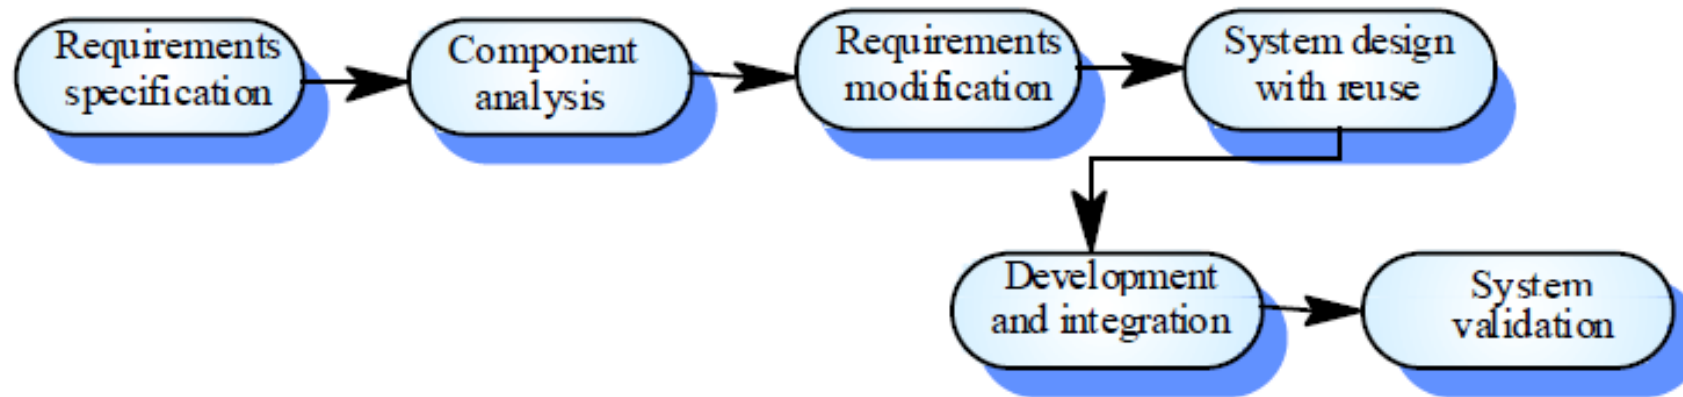 Requirements
specification
Component
analysis
Requirements
modification
System design
with reuse
Development
and integration
System
validation